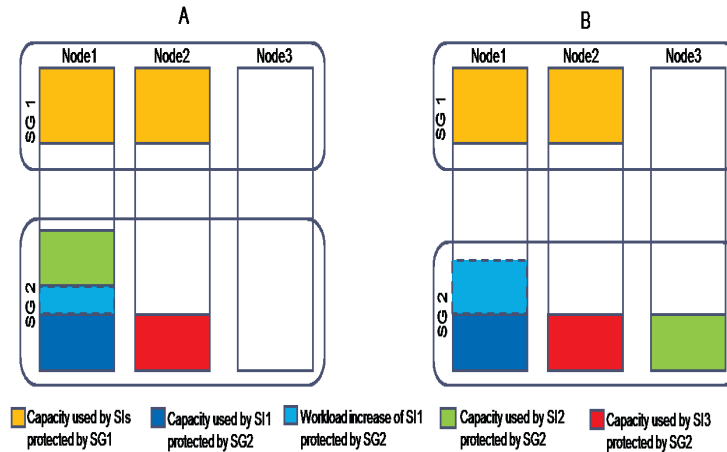 A
B
Node1
Node2
Node3
Node1
Node2
Node3
SG 1
SG 1
SG 2
SG 2
Capacity used by SIs
protected by SG1
Capacity used by SI1
protected by SG2
Workload increase of SI1
protected by SG2
Capacity used by SI2
protected by SG2
Capacity used by SI3
protected by SG2